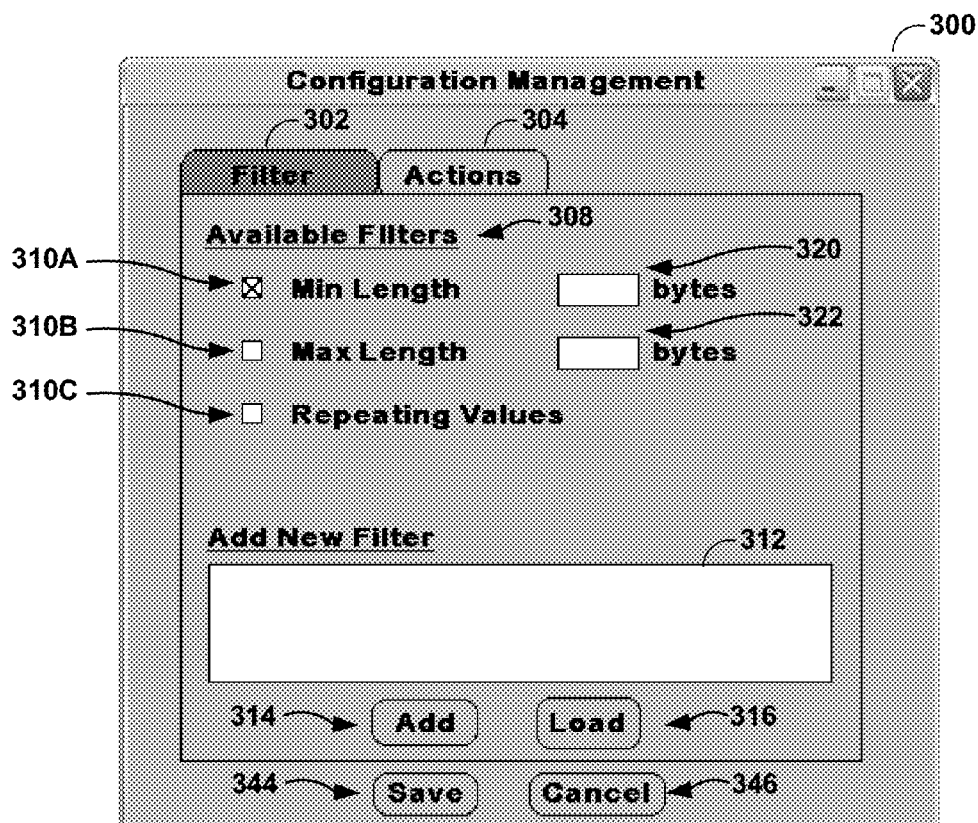 300
Configuration Management
302
304
Filter
Actions
Available Filters
308
310A
Min Length
320
bytes
310B
Max Length
322
bytes
310C
Repeating Values
Add New Filter
312
314
Add
Load
316
344
Save
Cancel
346